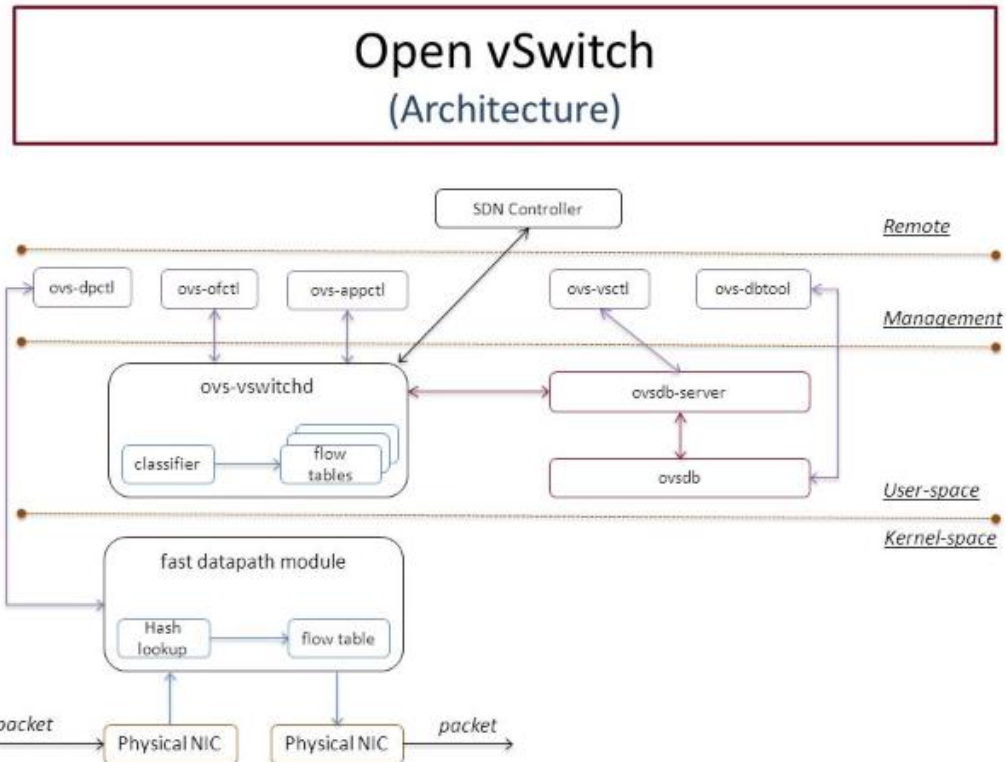 Open vSwitch
(Architecture)
SDN Controller
Remote
ovs-dpctl
ovs-ofctl
ovs-appctl
ovs-vsctl
ovs-dbtool
Management
ovs-vswitchd
ovsdb-server
classifier
flow
tables
ovsdb
User-space
Kernel-space
fast datapath module
Hash
lookup
flow table
packet
Physical NIC
Physical NIC
packet